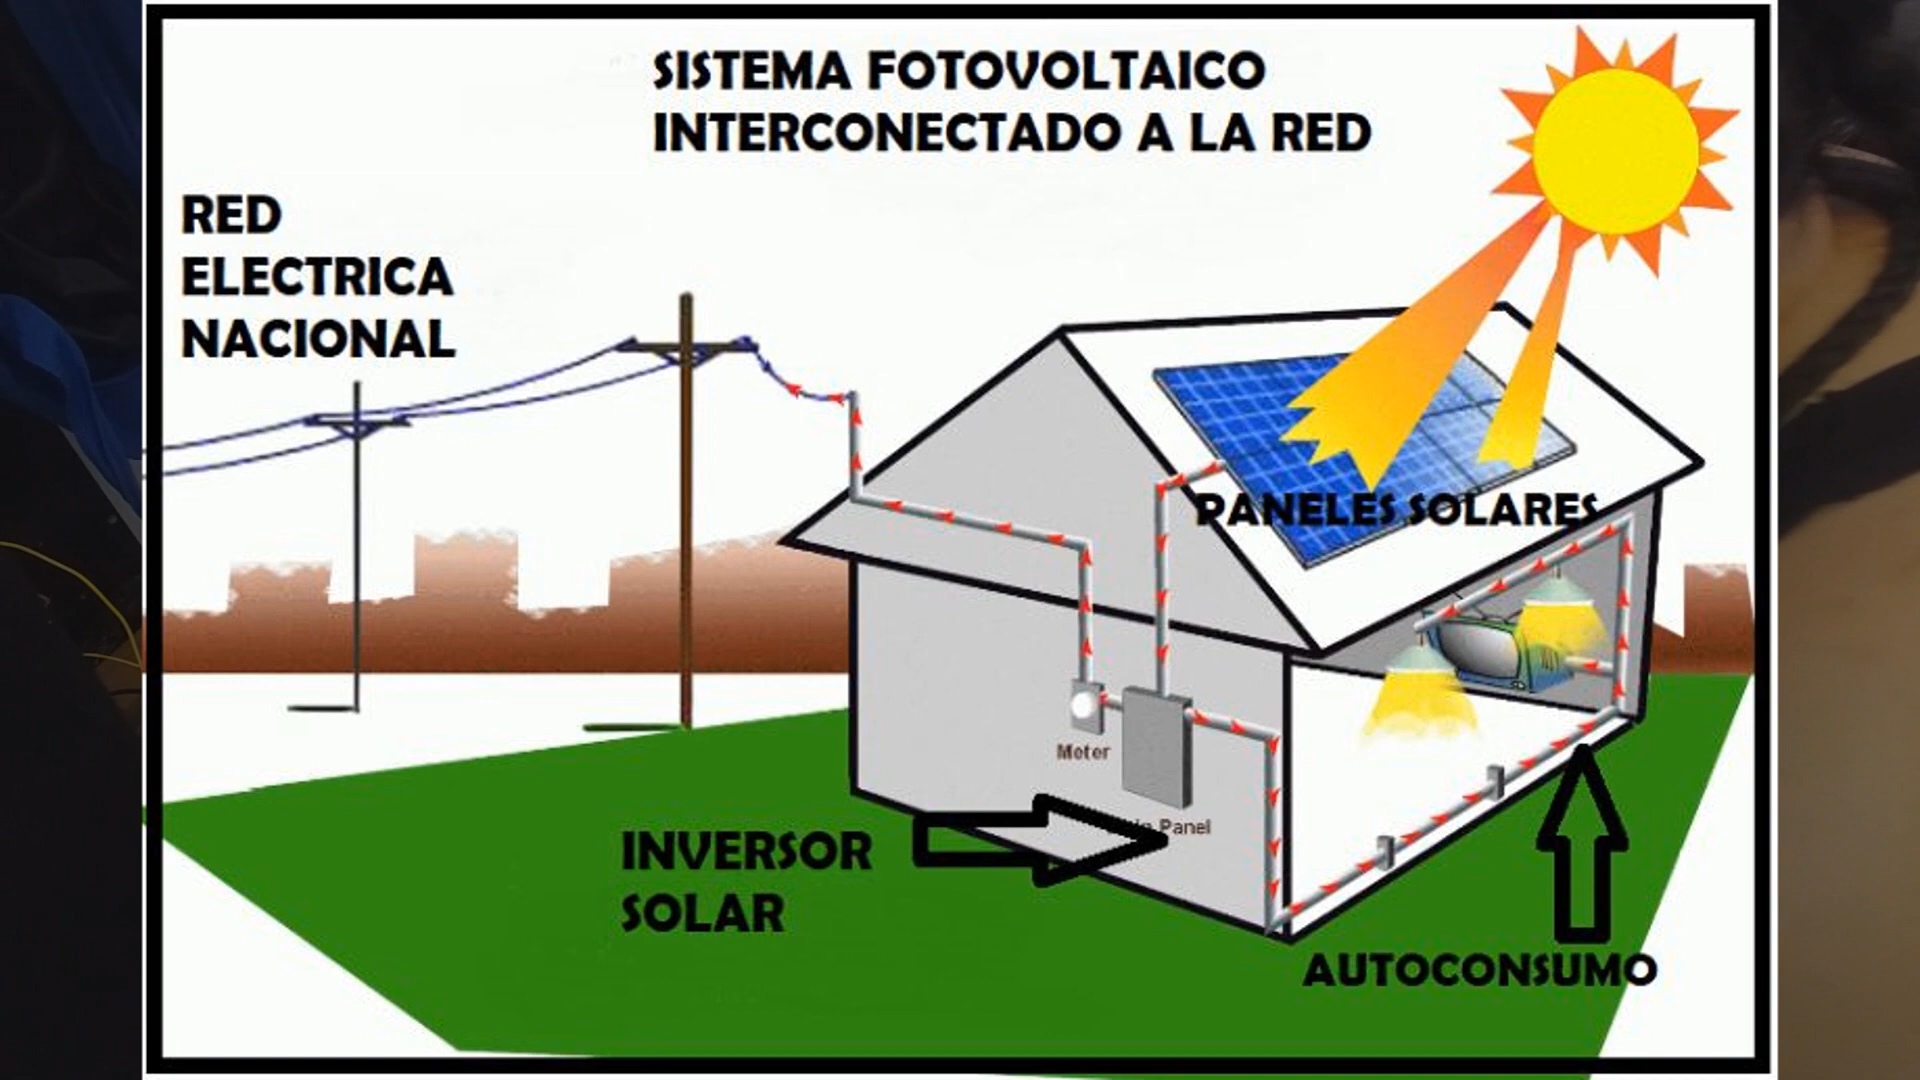 SISTEMA FOTOVOLTAICO
INTERCONECTADO A LA RED
RED
ELECTRICA
NACIONAL
PANELES SOLARES
Meter
Panel
INVERSOR
SOLAR
AUTOCONSUMO